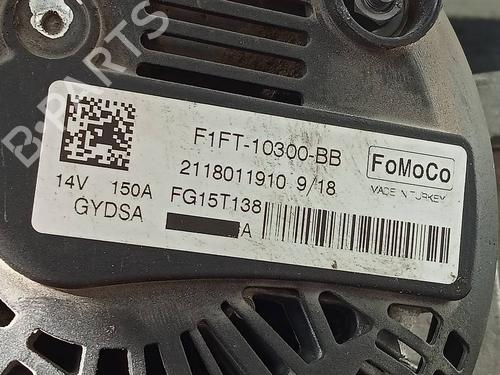 B-PARTS
F1FT-10300-BB
2118011910 9/18
FoMoCo
MADE IN TURKEY
14V 150A FG15T138
GYDSA
A